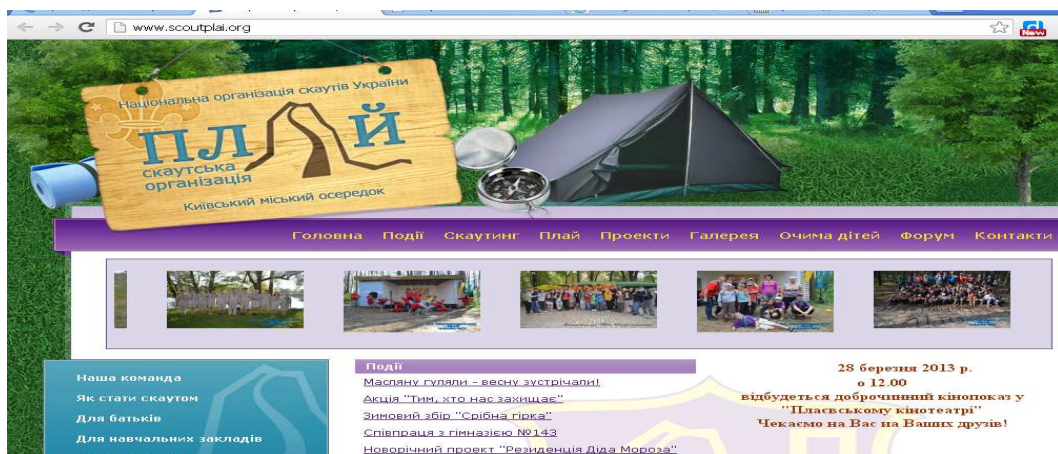 www.scoutplai.org
New
Національна організація скаутів України
ПЛАЙ
скаутська
організація
Київський міський осередок
Головна Події Скаутинг Плай Проекти Галерея Очима дітей Форум Контакти
Наша команда
Як стати скаутом
Для батьків
Для навчальних закладів
Події
Масляну гуляли - весну зустрічали!
Акція "Тим, хто нас захищає"
Зимовий збір "Срібна гірка"
Співпраця з гімназією №143
Новорічний проект "Резиденція Діда Мороза"
28 березня 2013 р.
о 12.00
відбудеться доброчинний кінопоказ у
"Плаєвському кінотеатрі"
Чекаємо на Вас на Ваших друзів!